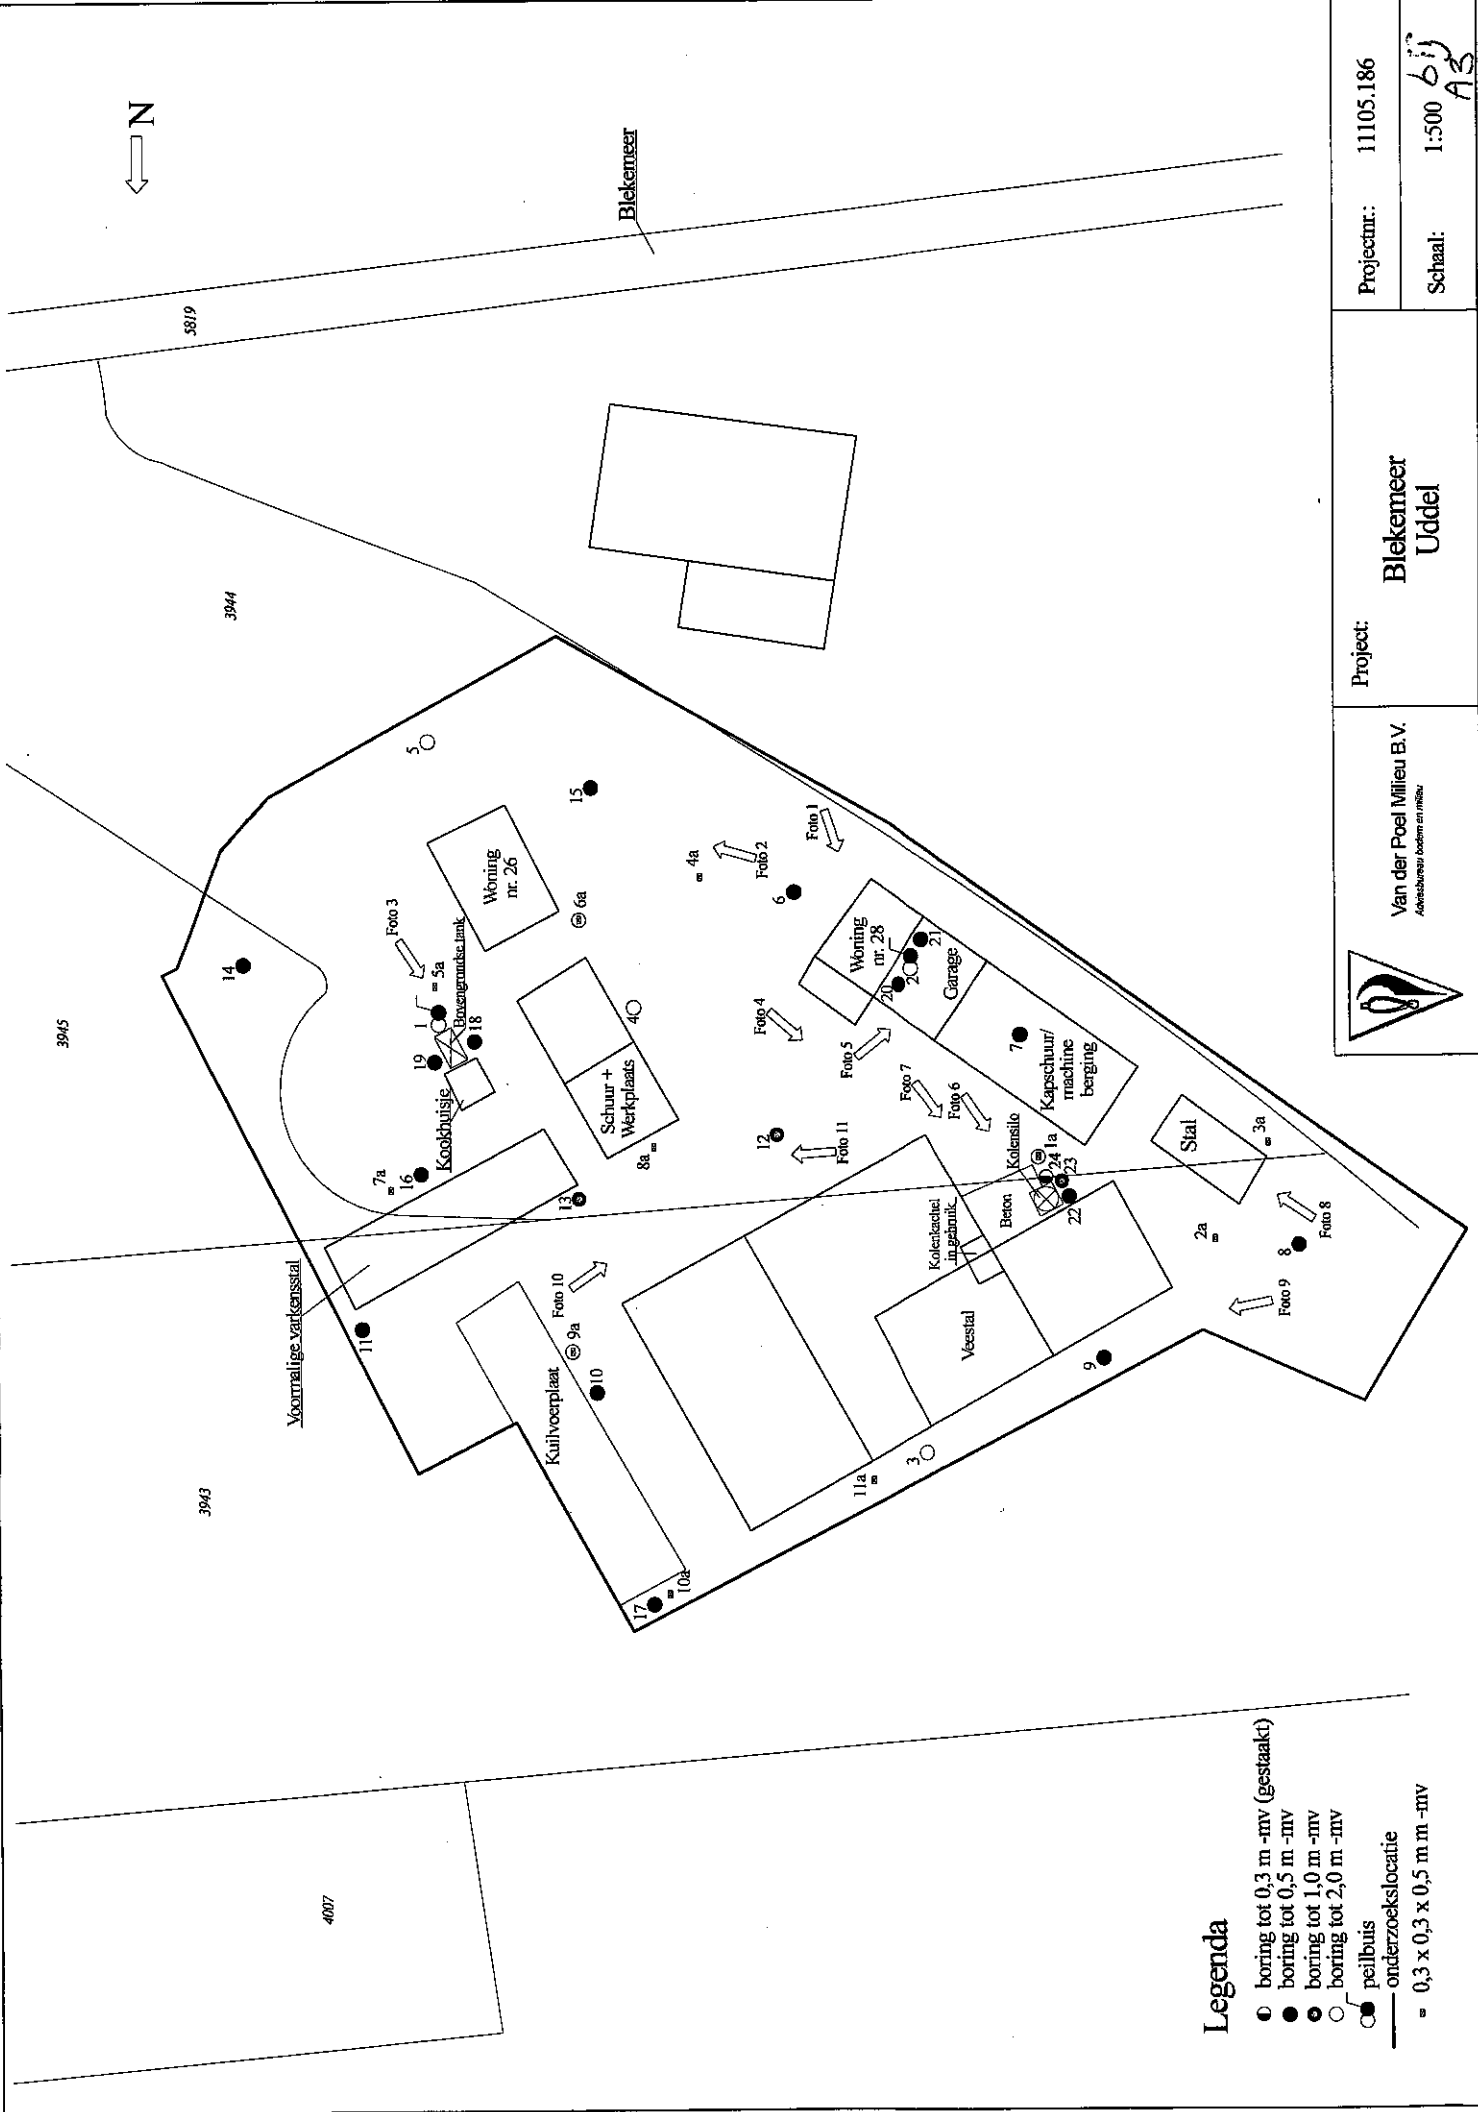 N
Blekemeer
5819
3944
3945
3943
4007
5
15
14
Woning
nr. 26
6a
4a
Foto 2
Foto 1
6
Foto 3
5a
1
Bovengrondse tank
18
19
Kookhuisje
4
Schuur +
Werkplaats
8a
7a
16
13
Voormalige varkensstal
11
Foto 10
9a
10
Kuilvoerplaat
17
10a
Woning
nr. 28
21
2
20
Garage
Foto 4
Foto 5
7
Kapschuur/
machine
berging
Foto 7
Foto 6
12
Foto 11
Kolensilo
1a
24
23
22
Beton
Kolenkachel
in gebruik
Veestal
Stal
3a
2a
8
Foto 8
Foto 9
9
3
11a
Legenda
boring tot 0,3 m -mv (gestaakt)
boring tot 0,5 m -mv
boring tot 1,0 m -mv
boring tot 2,0 m -mv
peilbuis
onderzoekslocatie
0,3 x 0,3 x 0,5 m m -mv
Van der Poel Milieu B.V.
Adviesbureau bodem en milieu
Project:
Blekemeer
Uddel
Projectnr.: 11105.186
Schaal: 1:500 bij
A3